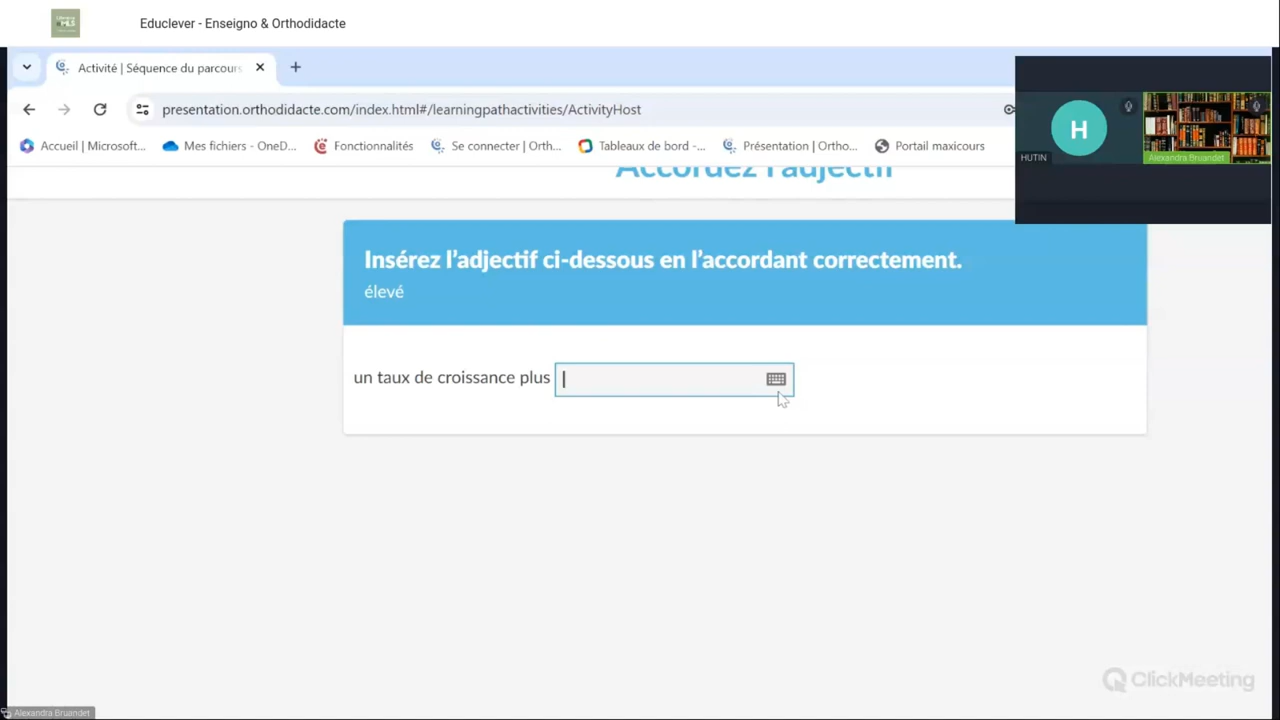 Educlever - Enseigno & Orthodidacte
Activité | Séquence du parcours
presentation.orthodidacte.com/index.html#/learningpathactivities/ActivityHost
Accueil | Microsoft... Mes fichiers - OneD... Fonctionnalités Se connecter | Orth... Tableaux de bord -... Présentation | Ortho... Portail maxicours
H
HUTIN
Alexandra Bruandet
Accordez l'adjectif
Insérez l'adjectif ci-dessous en l'accordant correctement.
élevé
un taux de croissance plus
ClickMeeting
Alexandra Bruandet